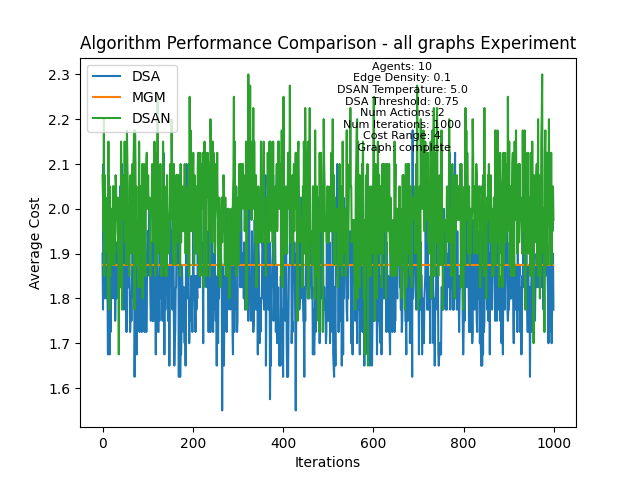 Algorithm Performance Comparison - all graphs Experiment
DSA
MGM
DSAN
Agents: 10
Edge Density: 0.1
DSAN Temperature: 5.0
DSA Threshold: 0.75
Num Actions: 2
Num Iterations: 1000
Cost Range: 4
Graph: complete
Average Cost
2.3
2.2
2.1
2.0
1.9
1.8
1.7
1.6
0
200
400
600
800
1000
Iterations